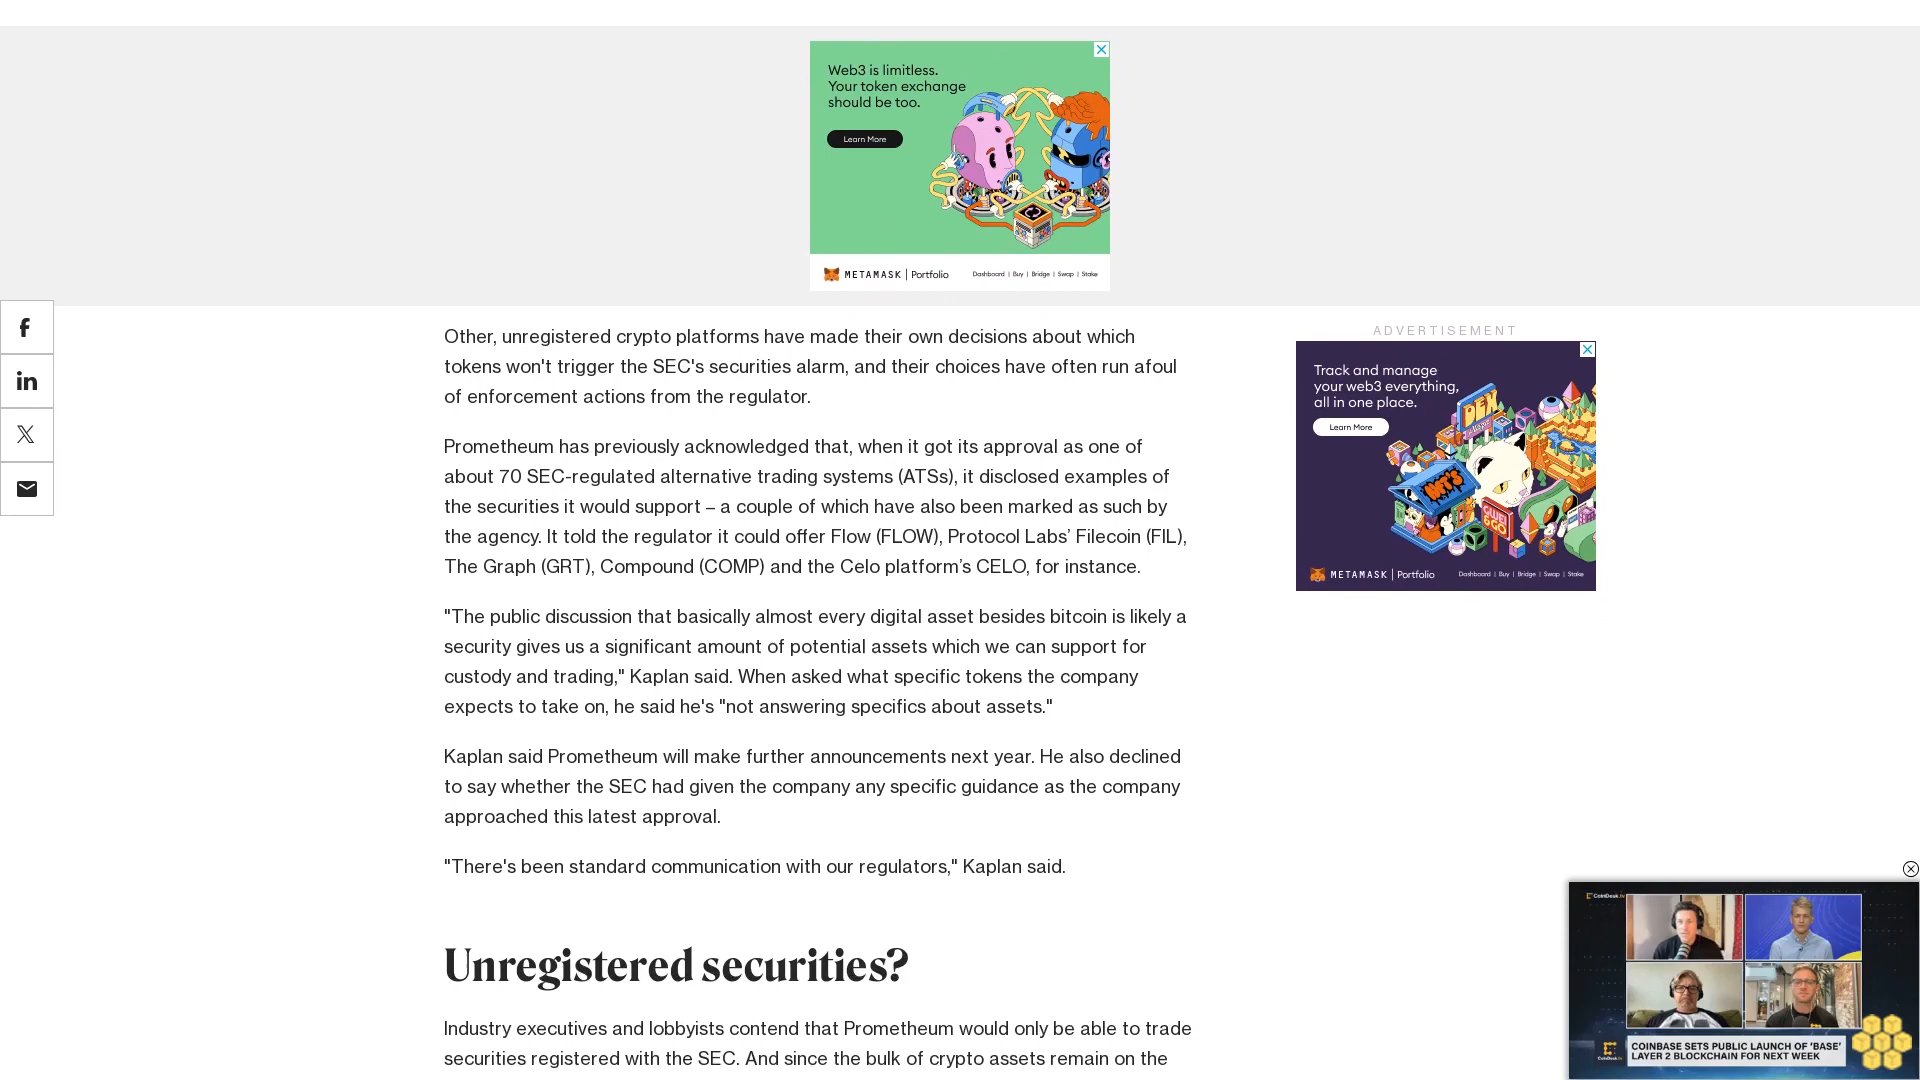 Web3 is limitless.
Your token exchange
should be too.
Learn More
METAMASK | Portfolio
Dashboard | Buy | Bridge | Swap | Stake
Other, unregistered crypto platforms have made their own decisions about which
tokens won't trigger the SEC's securities alarm, and their choices have often run afoul
of enforcement actions from the regulator.
Prometheum has previously acknowledged that, when it got its approval as one of
about 70 SEC-regulated alternative trading systems (ATSs), it disclosed examples of
the securities it would support – a couple of which have also been marked as such by
the agency. It told the regulator it could offer Flow (FLOW), Protocol Labs’ Filecoin (FIL),
The Graph (GRT), Compound (COMP) and the Celo platform’s CELO, for instance.
"The public discussion that basically almost every digital asset besides bitcoin is likely a
security gives us a significant amount of potential assets which we can support for
custody and trading," Kaplan said. When asked what specific tokens the company
expects to take on, he said he's "not answering specifics about assets."
Kaplan said Prometheum will make further announcements next year. He also declined
to say whether the SEC had given the company any specific guidance as the company
approached this latest approval.
"There's been standard communication with our regulators," Kaplan said.
Unregistered securities?
Industry executives and lobbyists contend that Prometheum would only be able to trade
securities registered with the SEC. And since the bulk of crypto assets remain on the
ADVERTISEMENT
Track and manage
your web3 everything,
all in one place.
Learn More
DEX
NFT'S
GWEI
& GO
METAMASK | Portfolio
Dashboard | Buy | Bridge | Swap | Stake
CoinDesk.tv
COINBASE SETS PUBLIC LAUNCH OF 'BASE'
LAYER 2 BLOCKCHAIN FOR NEXT WEEK
CoinDesk.tv